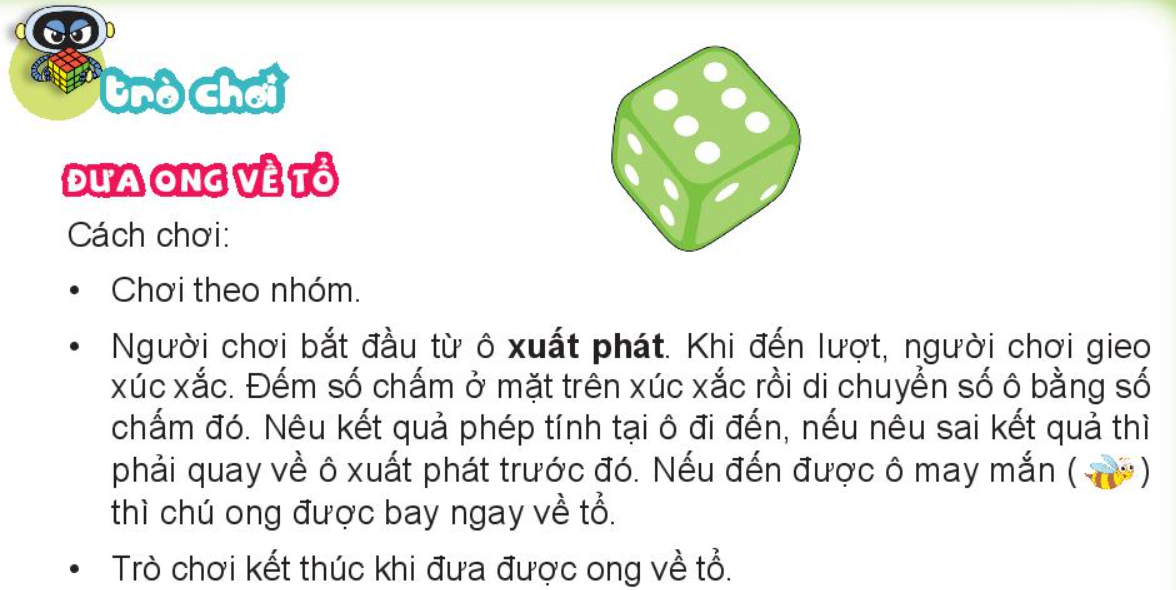 trò chơi
ĐƯA ONG VỀ TỔ
Cách chơi:
• Chơi theo nhóm.
• Người chơi bắt đầu từ ô xuất phát. Khi đến lượt, người chơi gieo
xúc xắc. Đếm số chấm ở mặt trên xúc xắc rồi di chuyển số ô bằng số
chấm đó. Nêu kết quả phép tính tại ô đi đến, nếu nêu sai kết quả thì
phải quay về ô xuất phát trước đó. Nếu đến được ô may mắn ( )
thì chú ong được bay ngay về tổ.
• Trò chơi kết thúc khi đưa được ong về tổ.